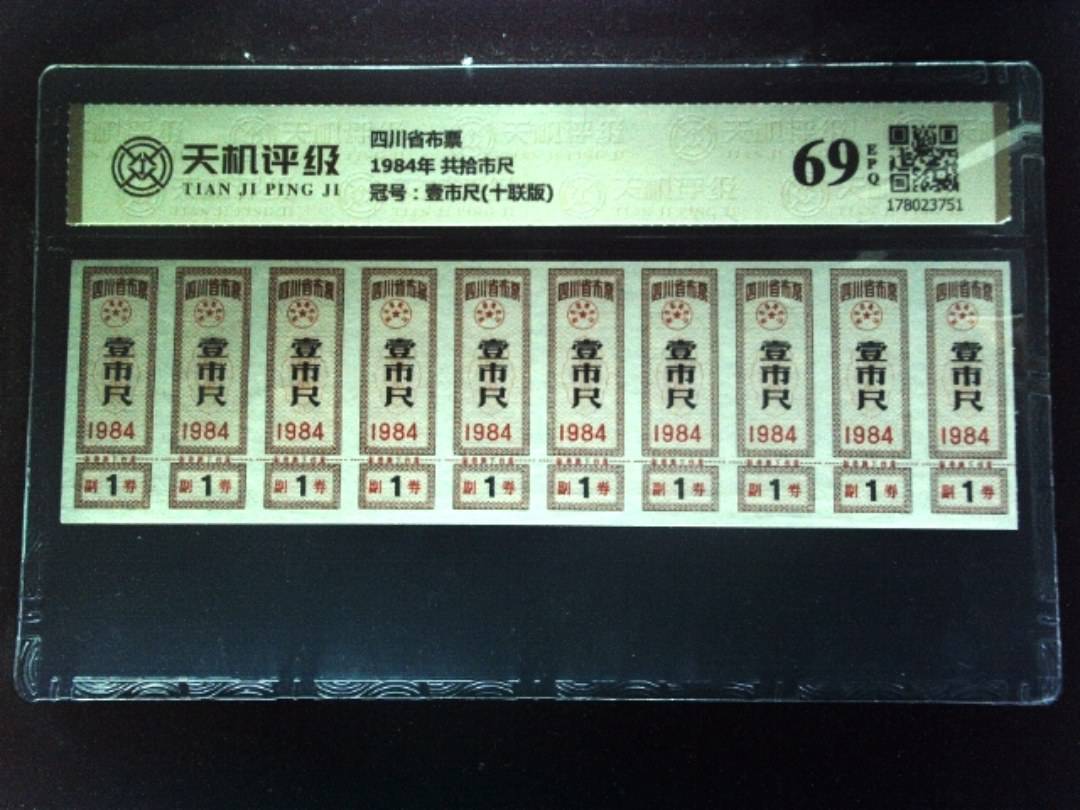 天机评级
TIAN JI PING JI
四川省布票
1984年 共拾市尺
冠号：壹市尺(十联版)
69
EPQ
178023751
四川省布票 四川省布票 四川省布票 四川省布票 四川省布票 四川省布票 四川省布票 四川省布票 四川省布票 四川省布票
壹市尺 壹市尺 壹市尺 壹市尺 壹市尺 壹市尺 壹市尺 壹市尺 壹市尺 壹市尺
1984 1984 1984 1984 1984 1984 1984 1984 1984 1984
副1券 副1券 副1券 副1券 副1券 副1券 副1券 副1券 副1券 副1券